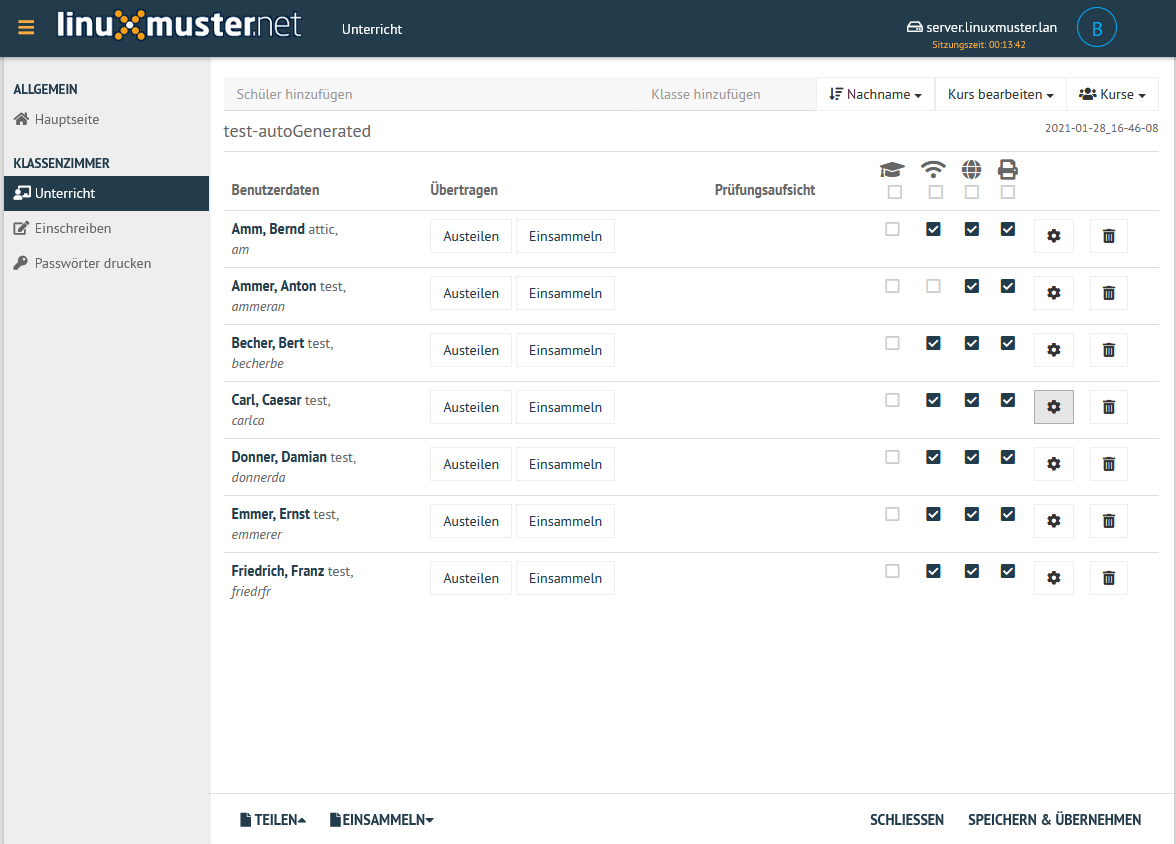 linuxmuster.net
Unterricht
server.linuxmuster.lan
Sitzungszeit: 00:13:42
B
ALLGEMEIN
Hauptseite
KLASSENZIMMER
Unterricht
Einschreiben
Passwörter drucken
Schüler hinzufügen
Klasse hinzufügen
Nachname
Kurs bearbeiten
Kurse
test-autoGenerated
2021-01-28_16-46-08
Benutzerdaten
Übertragen
Prüfungsaufsicht
Amm, Bernd attic,
am
Austeilen
Einsammeln
Ammer, Anton test,
ammeran
Austeilen
Einsammeln
Becher, Bert test,
becherbe
Austeilen
Einsammeln
Carl, Caesar test,
carlca
Austeilen
Einsammeln
Donner, Damian test,
donnerda
Austeilen
Einsammeln
Emmer, Ernst test,
emmerer
Austeilen
Einsammeln
Friedrich, Franz test,
friedrfr
Austeilen
Einsammeln
TEILEN
EINSAMMELN
SCHLIESSEN
SPEICHERN & ÜBERNEHMEN